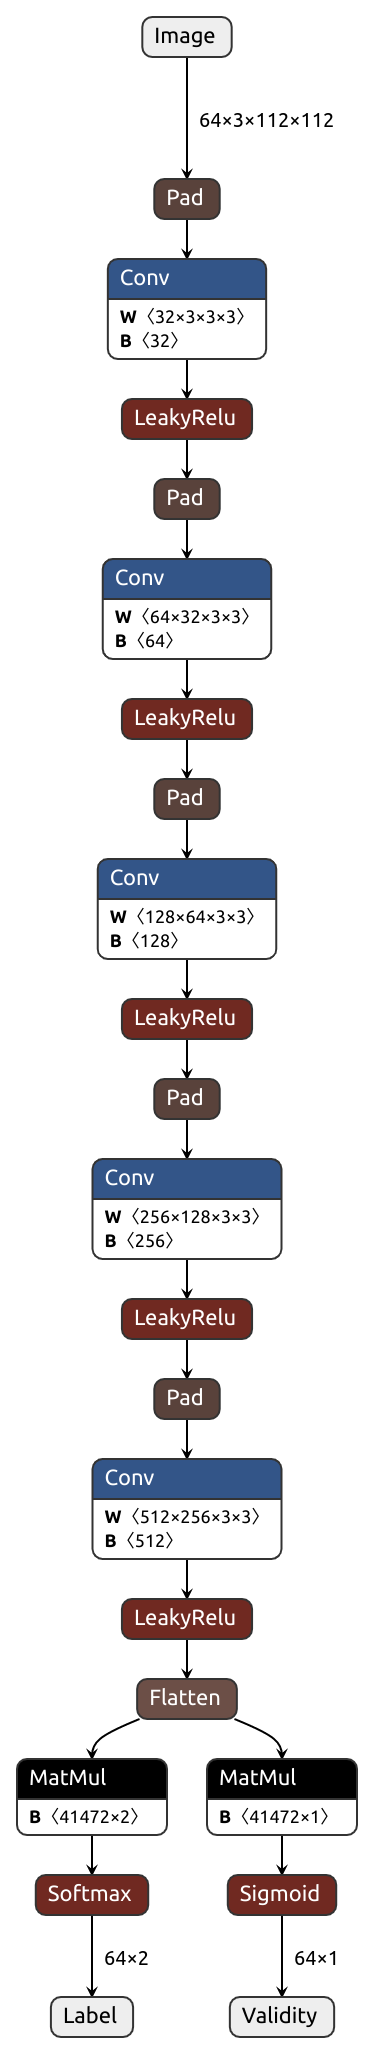 Image
64×3×112×112
Pad
Conv
W 〈32×3×3×3〉
B 〈32〉
LeakyRelu
Pad
Conv
W 〈64×32×3×3〉
B 〈64〉
LeakyRelu
Pad
Conv
W 〈128×64×3×3〉
B 〈128〉
LeakyRelu
Pad
Conv
W 〈256×128×3×3〉
B 〈256〉
LeakyRelu
Pad
Conv
W 〈512×256×3×3〉
B 〈512〉
LeakyRelu
Flatten
MatMul
B 〈41472×2〉
MatMul
B 〈41472×1〉
Softmax
Sigmoid
64×2
64×1
Label
Validity